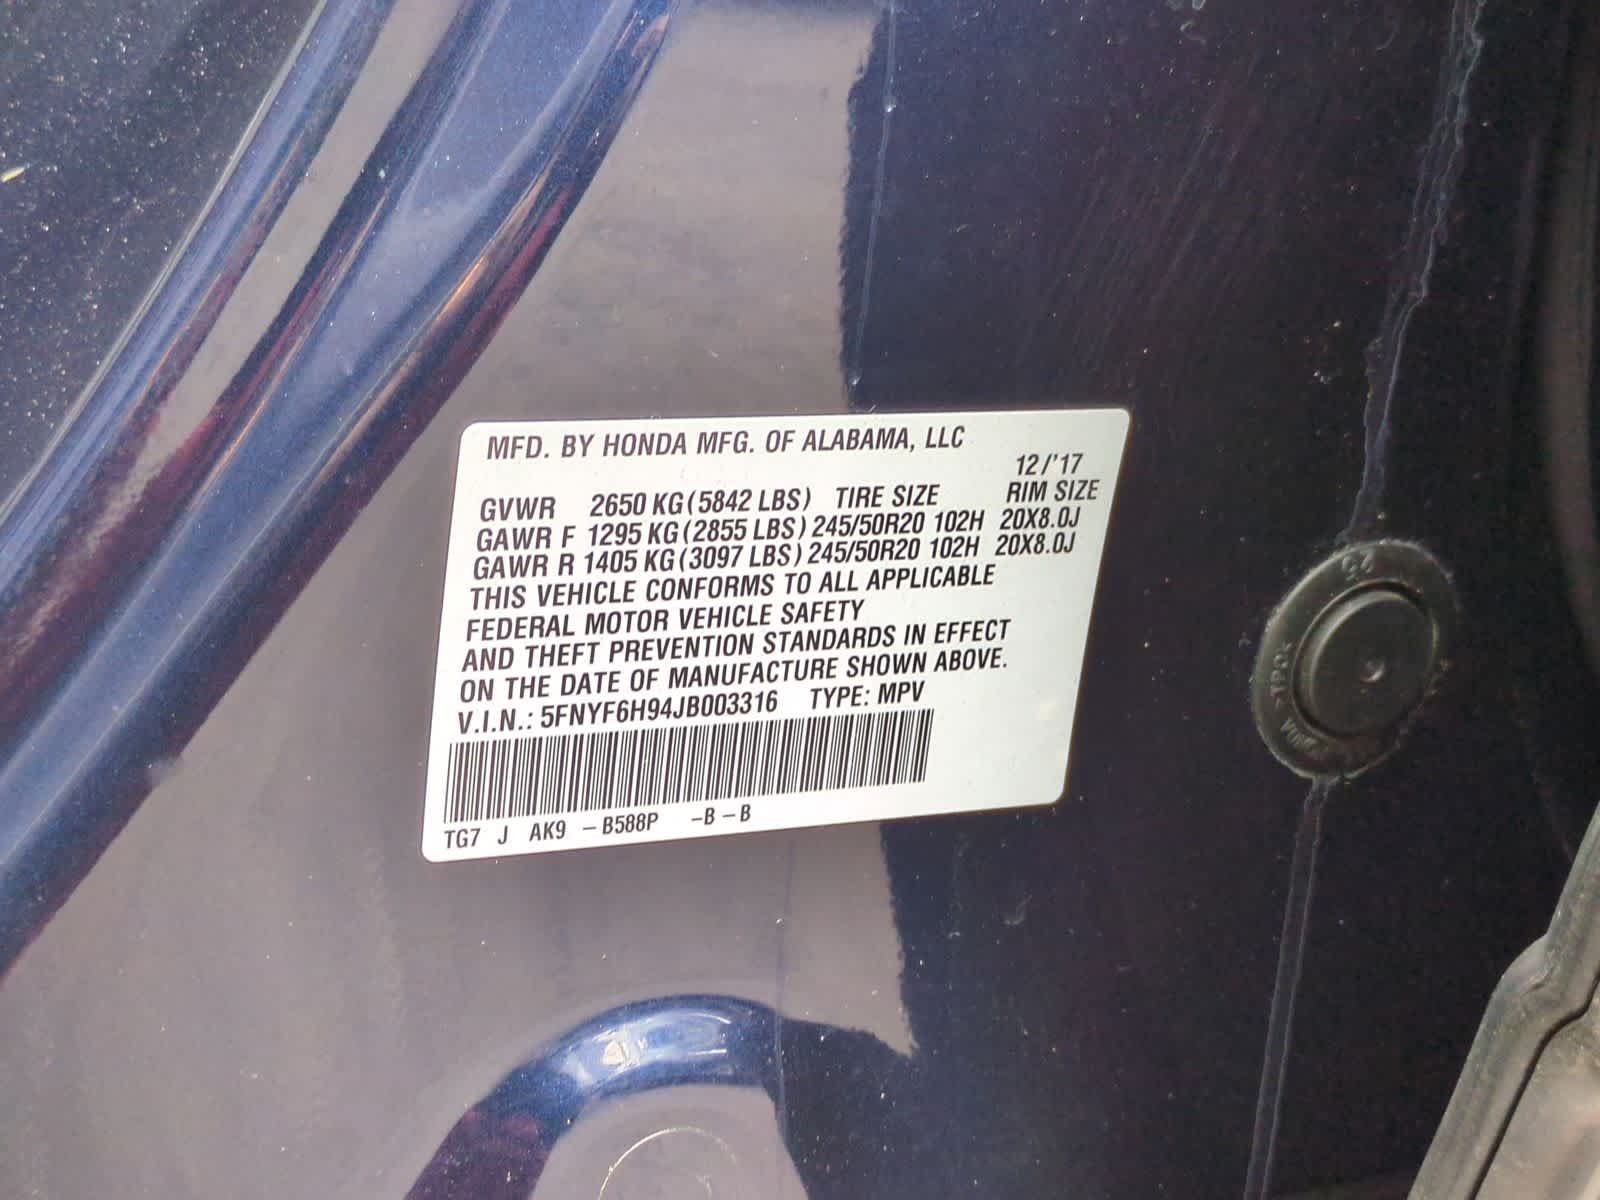 MFD. BY HONDA MFG. OF ALABAMA, LLC
12/'17
GVWR 2650 KG(5842 LBS) TIRE SIZE RIM SIZE
GAWR F 1295 KG(2855 LBS) 245/50R20 102H 20X8.0J
GAWR R 1405 KG(3097 LBS) 245/50R20 102H 20X8.0J
THIS VEHICLE CONFORMS TO ALL APPLICABLE
FEDERAL MOTOR VEHICLE SAFETY
AND THEFT PREVENTION STANDARDS IN EFFECT
ON THE DATE OF MANUFACTURE SHOWN ABOVE.
V.I.N.: 5FNYF6H94JB003316 TYPE: MPV
TG7 J AK9 -B588P -B-B